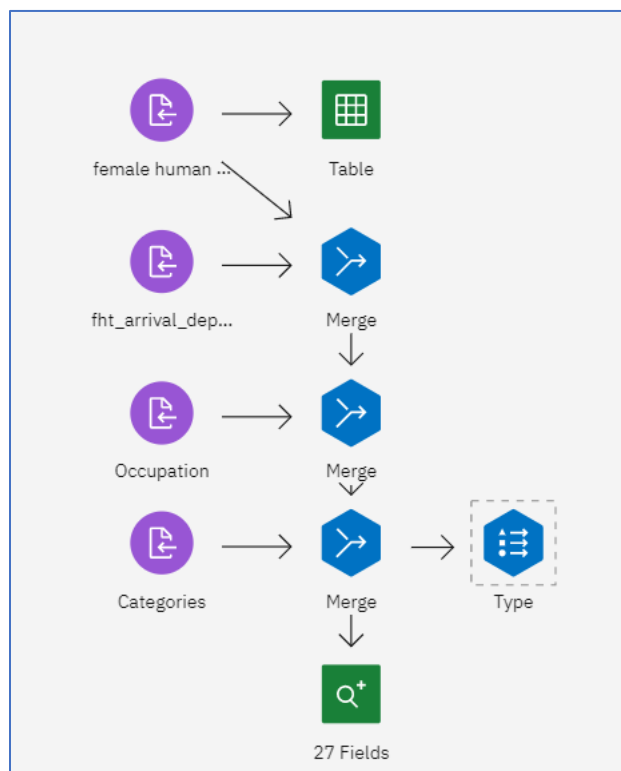 female human ...
Table
fht_arrival_dep...
Merge
Occupation
Merge
Categories
Merge
Type
27 Fields